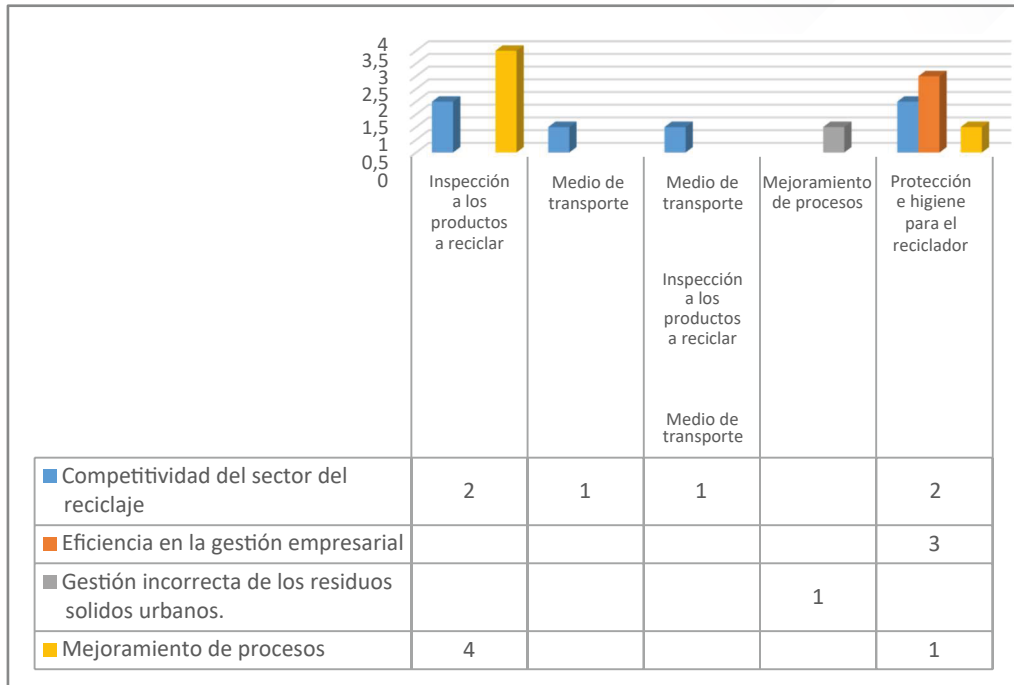 4
3,5
3
2,5
2
1,5
1
0,5
0
Inspección
a los
productos
a reciclar
Medio de
transporte
Medio de
transporte
Inspección
a los
productos
a reciclar
Medio de
transporte
Mejoramiento
de procesos
Protección
e higiene
para el
reciclador
Competitividad del sector del
reciclaje
2
1
1
2
Eficiencia en la gestión empresarial
3
Gestión incorrecta de los residuos
solidos urbanos.
1
Mejoramiento de procesos
4
1